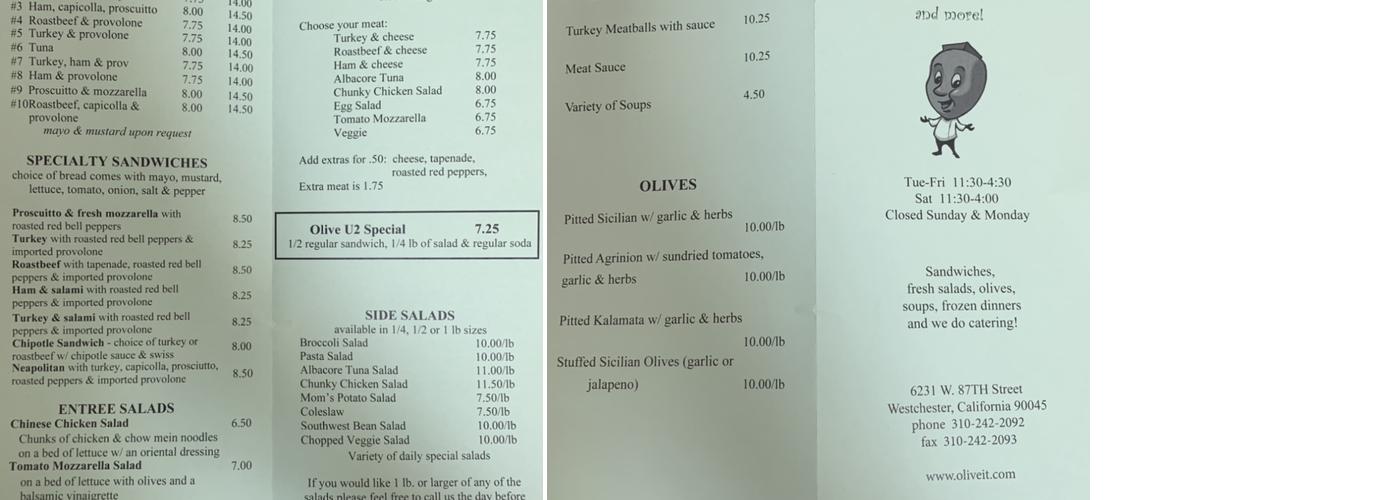 14.00
#3 Ham, capicolla, proscuitto 8.00 14.50
#4 Roastbeef & provolone 7.75 14.00
#5 Turkey & provolone 7.75 14.00
#6 Tuna 8.00 14.50
#7 Turkey, ham & prov 7.75 14.00
#8 Ham & provolone 7.75 14.00
#9 Proscuitto & mozzarella 8.00 14.50
#10Roastbeef, capicolla & 8.00 14.50
provolone
mayo & mustard upon request
SPECIALTY SANDWICHES
choice of bread comes with mayo, mustard,
lettuce, tomato, onion, salt & pepper
Proscuitto & fresh mozzarella with
roasted red bell peppers 8.50
Turkey with roasted red bell peppers &
imported provolone 8.25
Roastbeef with tapenade, roasted red bell
peppers & imported provolone 8.50
Ham & salami with roasted red bell
peppers & imported provolone 8.25
Turkey & salami with roasted red bell
peppers & imported provolone 8.25
Chipotle Sandwich - choice of turkey or
roastbeef w/ chipotle sauce & swiss 8.00
Neapolitan with turkey, capicolla, prosciutto,
roasted peppers & imported provolone 8.50
ENTREE SALADS
Chinese Chicken Salad 6.50
Chunks of chicken & chow mein noodles
on a bed of lettuce w/ an oriental dressing
Tomato Mozzarella Salad 7.00
on a bed of lettuce with olives and a
balsamic vinaigrette
Choose your meat:
Turkey & cheese 7.75
Roastbeef & cheese 7.75
Ham & cheese 7.75
Albacore Tuna 8.00
Chunky Chicken Salad 8.00
Egg Salad 6.75
Tomato Mozzarella 6.75
Veggie 6.75
Add extras for .50: cheese, tapenade,
roasted red peppers,
Extra meat is 1.75
Olive U2 Special 7.25
1/2 regular sandwich, 1/4 lb of salad & regular soda
SIDE SALADS
available in 1/4, 1/2 or 1 lb sizes
Broccoli Salad 10.00/lb
Pasta Salad 10.00/lb
Albacore Tuna Salad 11.00/lb
Chunky Chicken Salad 11.50/lb
Mom's Potato Salad 7.50/lb
Coleslaw 7.50/lb
Southwest Bean Salad 10.00/lb
Chopped Veggie Salad 10.00/lb
Variety of daily special salads
If you would like 1 lb. or larger of any of the
salads please feel free to call us the day before
Turkey Meatballs with sauce 10.25
Meat Sauce 10.25
Variety of Soups 4.50
OLIVES
Pitted Sicilian w/ garlic & herbs
10.00/lb
Pitted Agrinion w/ sundried tomatoes,
garlic & herbs 10.00/lb
Pitted Kalamata w/ garlic & herbs
10.00/lb
Stuffed Sicilian Olives (garlic or
jalapeno) 10.00/lb
and more!
Tue-Fri 11:30-4:30
Sat 11:30-4:00
Closed Sunday & Monday
Sandwiches,
fresh salads, olives,
soups, frozen dinners
and we do catering!
6231 W. 87TH Street
Westchester, California 90045
phone 310-242-2092
fax 310-242-2093
www.oliveit.com